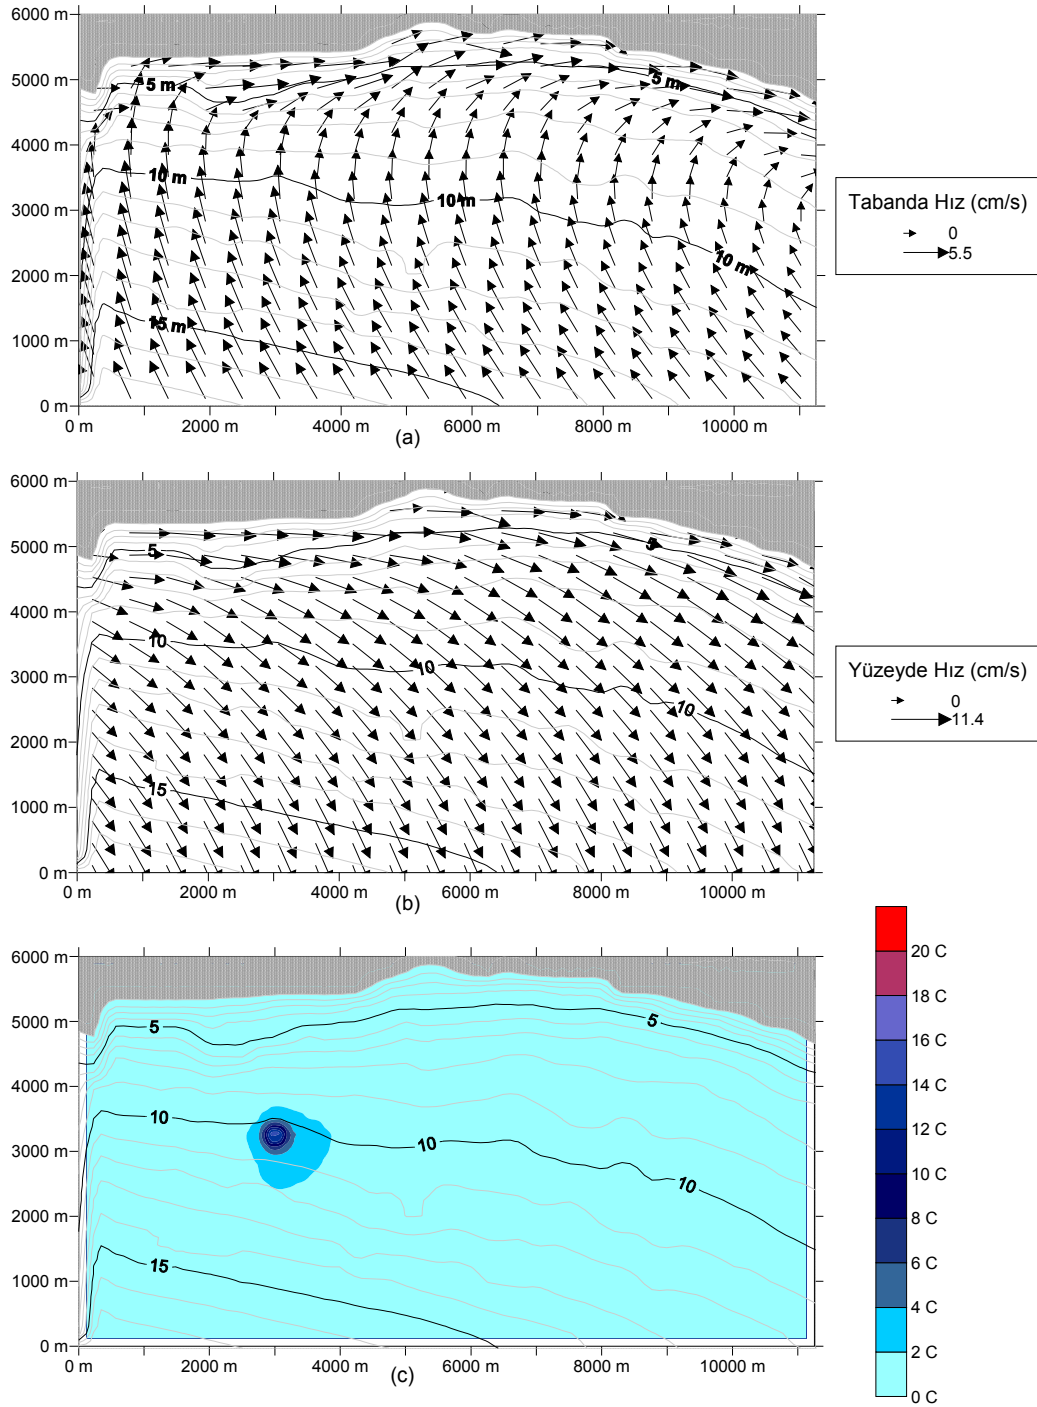 6000 m
5000 m
4000 m
3000 m
2000 m
1000 m
0 m
5 m
5 m
10 m
10 m
10 m
15 m
0 m
2000 m
4000 m
6000 m
8000 m
10000 m
(a)
Tabanda Hız (cm/s)
0
5.5
6000 m
5000 m
4000 m
3000 m
2000 m
1000 m
0 m
5
5
10
10
10
15
0 m
2000 m
4000 m
6000 m
8000 m
10000 m
(b)
Yüzeyde Hız (cm/s)
0
11.4
6000 m
5000 m
4000 m
3000 m
2000 m
1000 m
0 m
5
5
10
10
10
15
0 m
2000 m
4000 m
6000 m
8000 m
10000 m
(c)
20 C
18 C
16 C
14 C
12 C
10 C
8 C
6 C
4 C
2 C
0 C